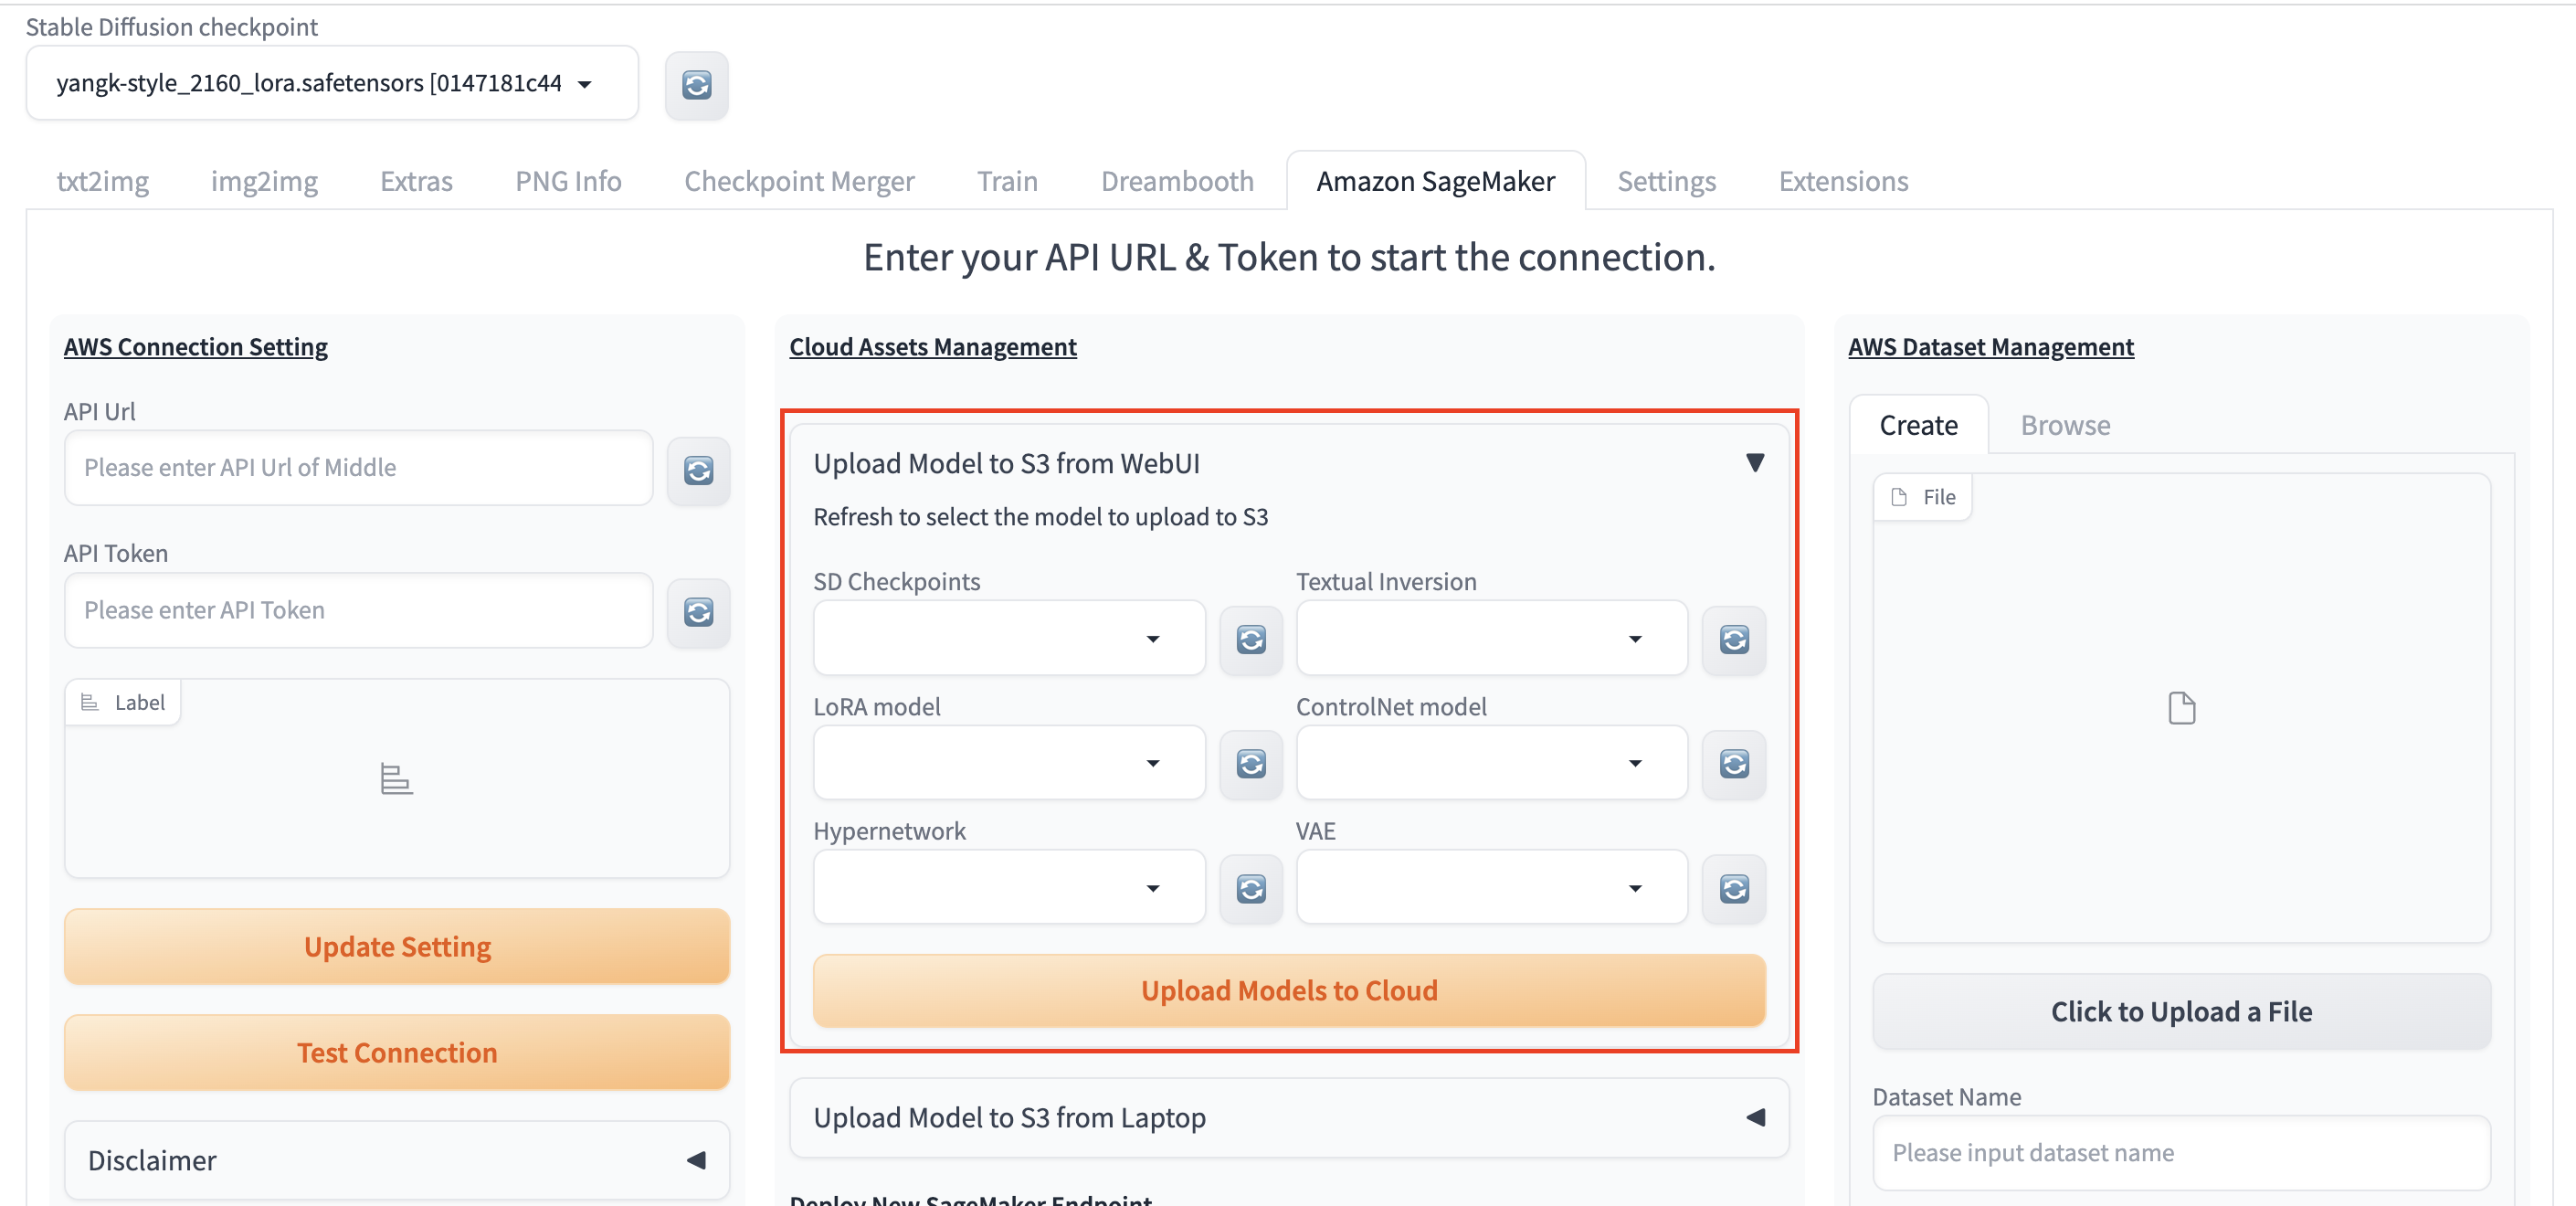 Stable Diffusion checkpoint
yangk-style_2160_lora.safetensors [0147181c44
txt2img img2img Extras PNG Info Checkpoint Merger Train Dreambooth Amazon SageMaker Settings Extensions
Enter your API URL & Token to start the connection.
AWS Connection Setting
API Url
Please enter API Url of Middle
API Token
Please enter API Token
Label
Update Setting
Test Connection
Disclaimer
Cloud Assets Management
Upload Model to S3 from WebUI
Refresh to select the model to upload to S3
SD Checkpoints Textual Inversion
LoRA model ControlNet model
Hypernetwork VAE
Upload Models to Cloud
Upload Model to S3 from Laptop
Deploy New SageMaker Endpoint
AWS Dataset Management
Create Browse
File
Click to Upload a File
Dataset Name
Please input dataset name